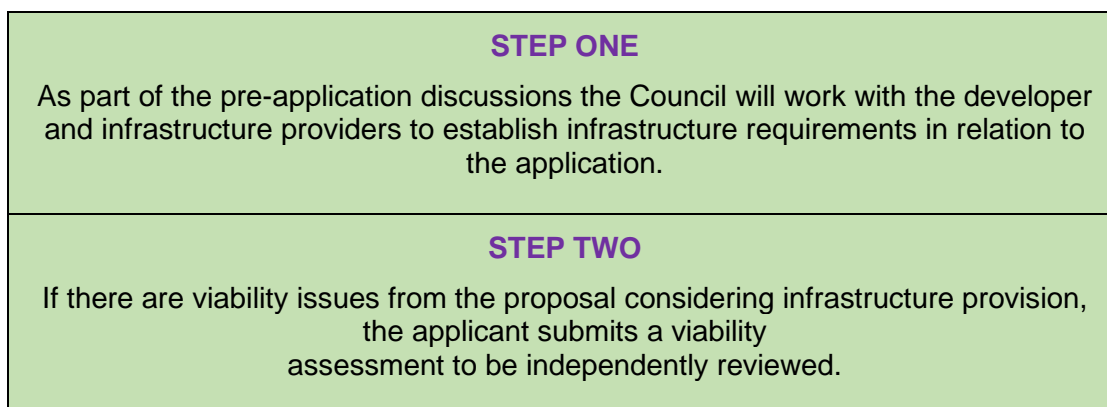 STEP ONE
As part of the pre-application discussions the Council will work with the developer
and infrastructure providers to establish infrastructure requirements in relation to
the application.
STEP TWO
If there are viability issues from the proposal considering infrastructure provision,
the applicant submits a viability
assessment to be independently reviewed.